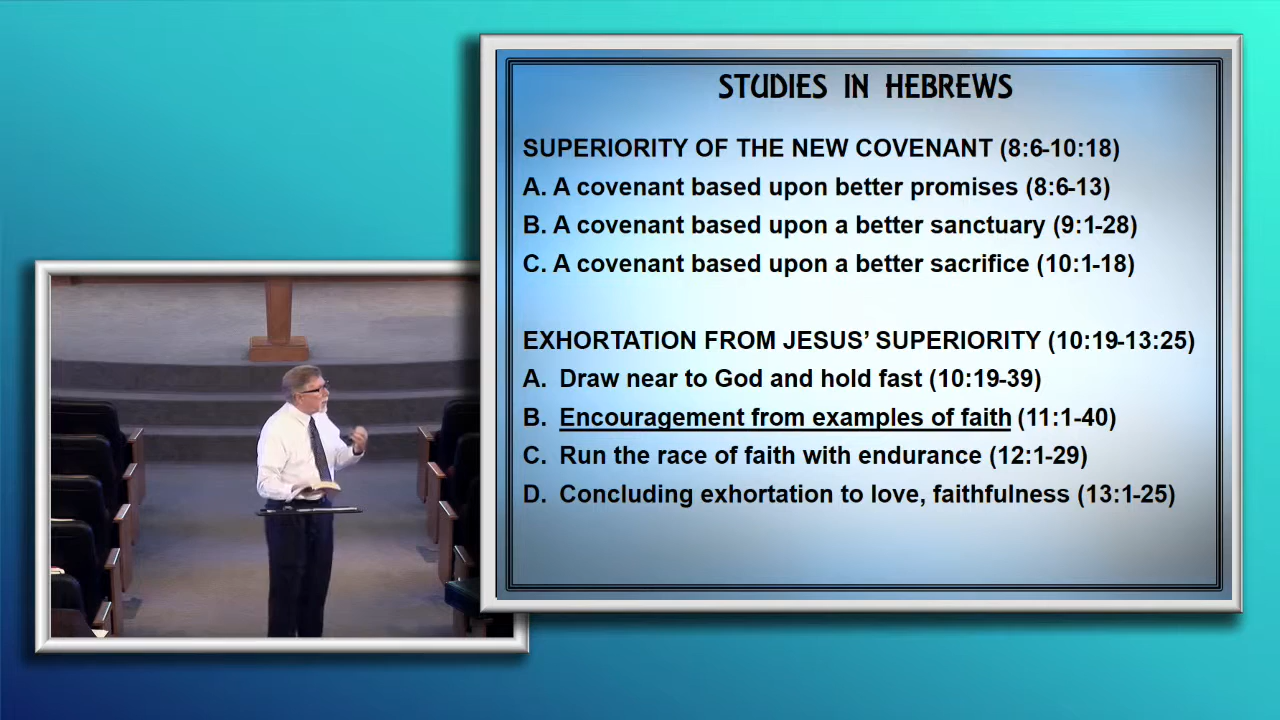 STUDIES IN HEBREWS
SUPERIORITY OF THE NEW COVENANT (8:6-10:18)
A. A covenant based upon better promises (8:6-13)
B. A covenant based upon a better sanctuary (9:1-28)
C. A covenant based upon a better sacrifice (10:1-18)
EXHORTATION FROM JESUS’ SUPERIORITY (10:19-13:25)
A. Draw near to God and hold fast (10:19-39)
B. Encouragement from examples of faith (11:1-40)
C. Run the race of faith with endurance (12:1-29)
D. Concluding exhortation to love, faithfulness (13:1-25)